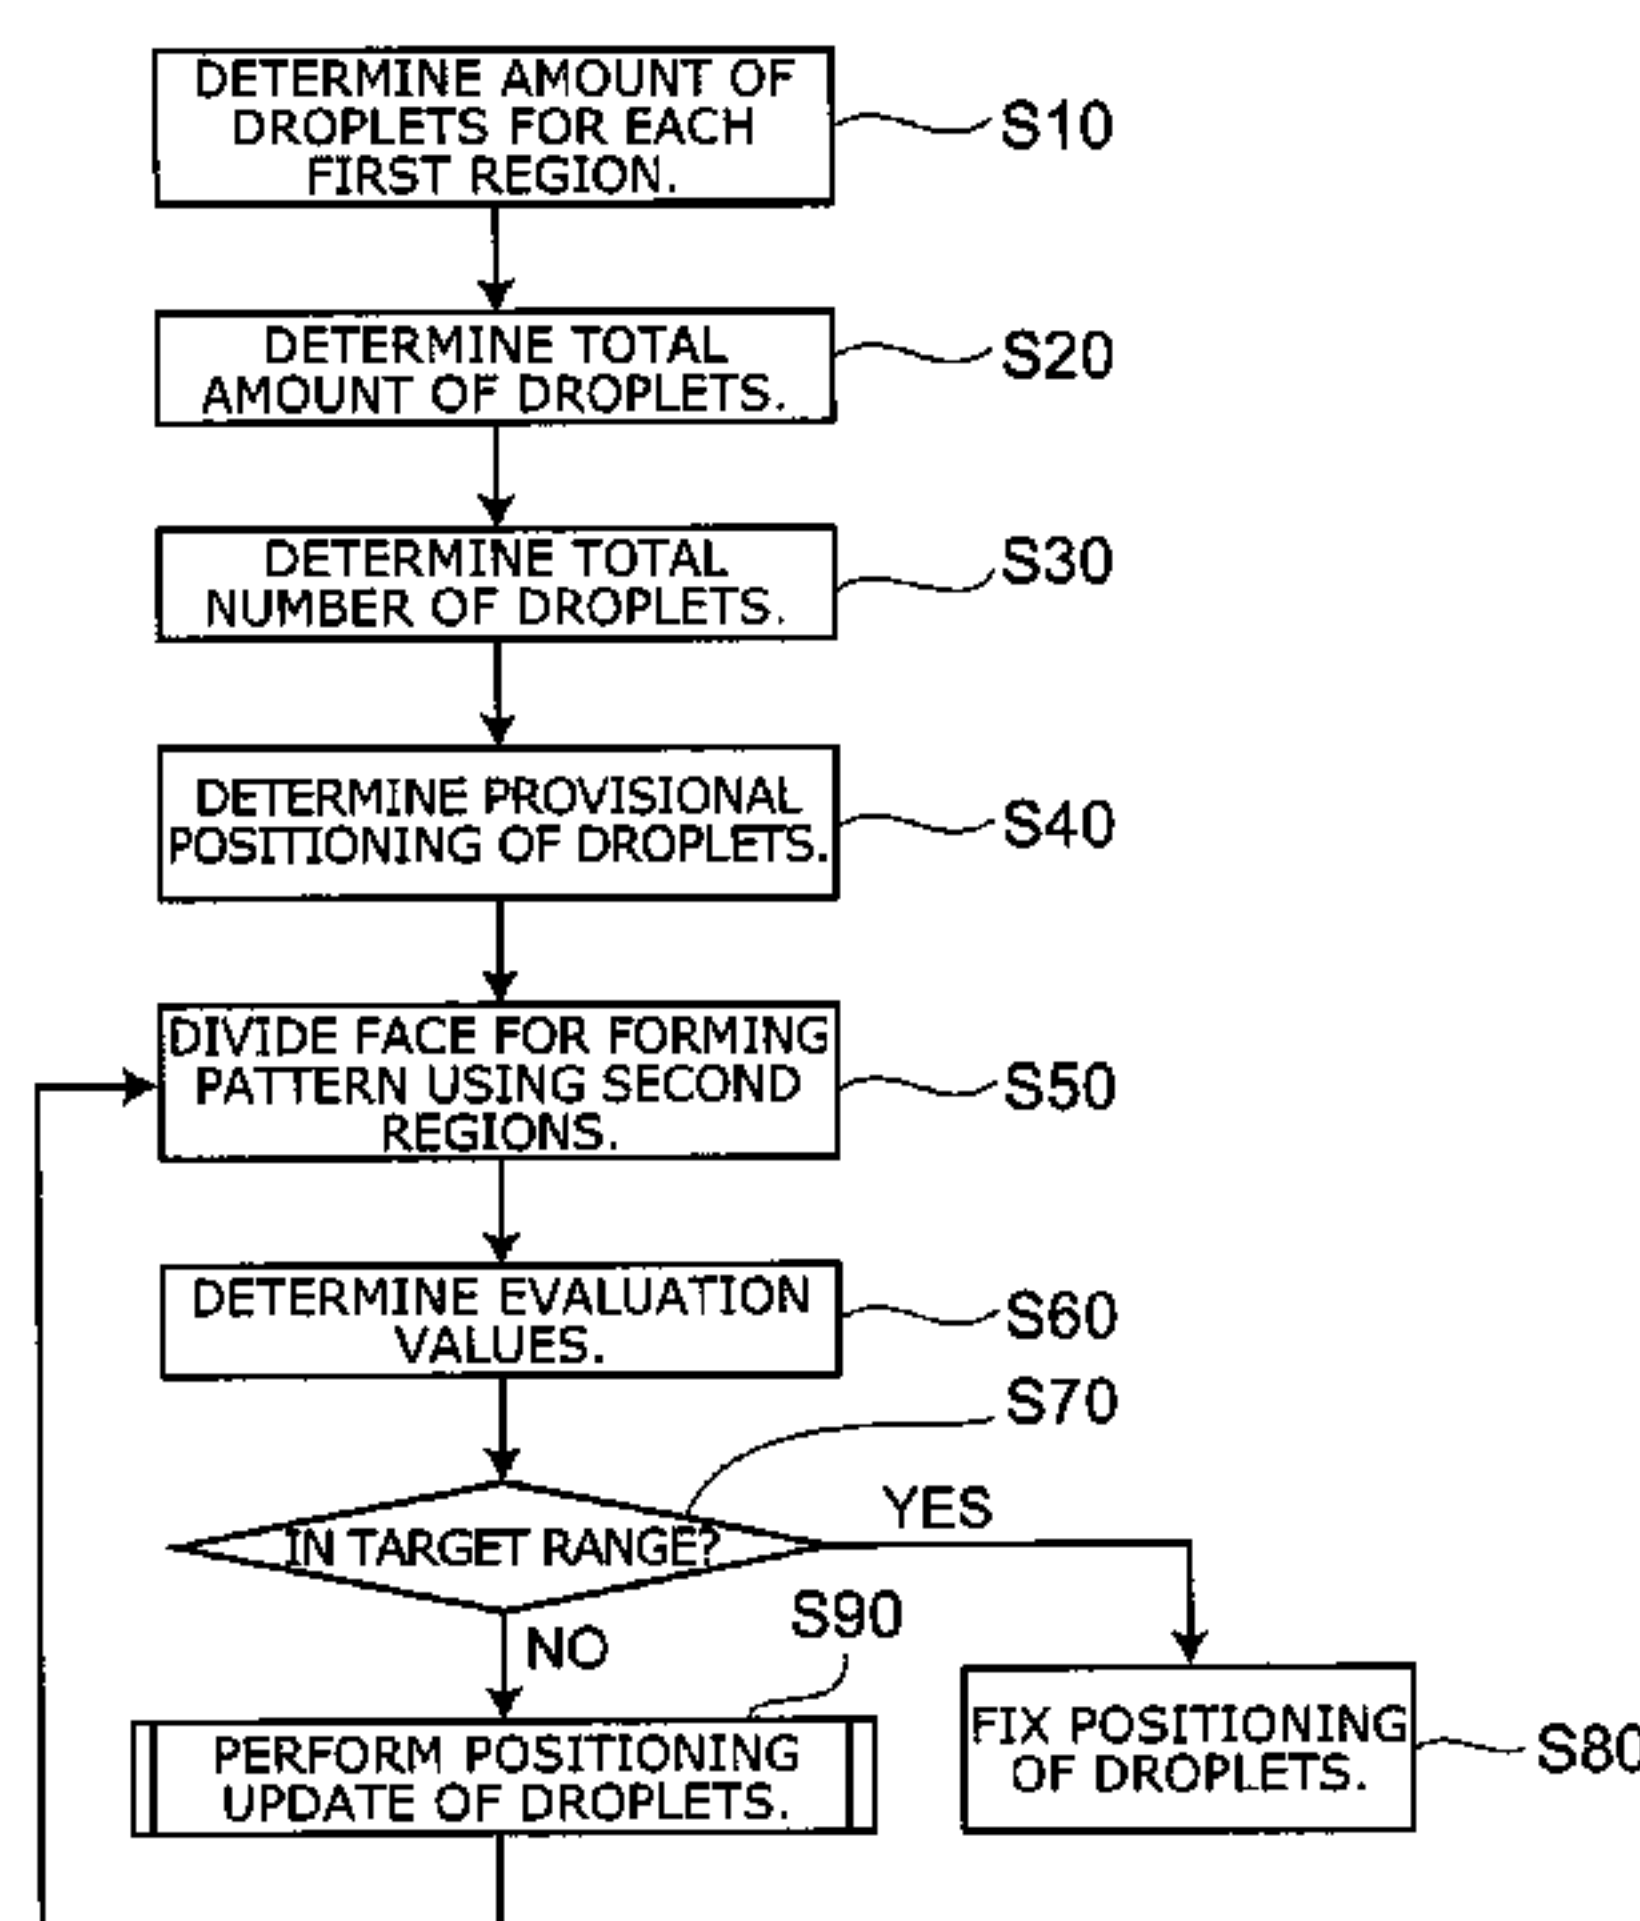 DETERMINE AMOUNT OF
DROPLETS FOR EACH
FIRST REGION.
S10
DETERMINE TOTAL
AMOUNT OF DROPLETS.
S20
DETERMINE TOTAL
NUMBER OF DROPLETS.
S30
DETERMINE PROVISIONAL
POSITIONING OF DROPLETS.
S40
DIVIDE FACE FOR FORMING
PATTERN USING SECOND
REGIONS.
S50
DETERMINE EVALUATION
VALUES.
S60
S70
IN TARGET RANGE?
YES
NO
S90
PERFORM POSITIONING
UPDATE OF DROPLETS.
FIX POSITIONING
OF DROPLETS.
S80